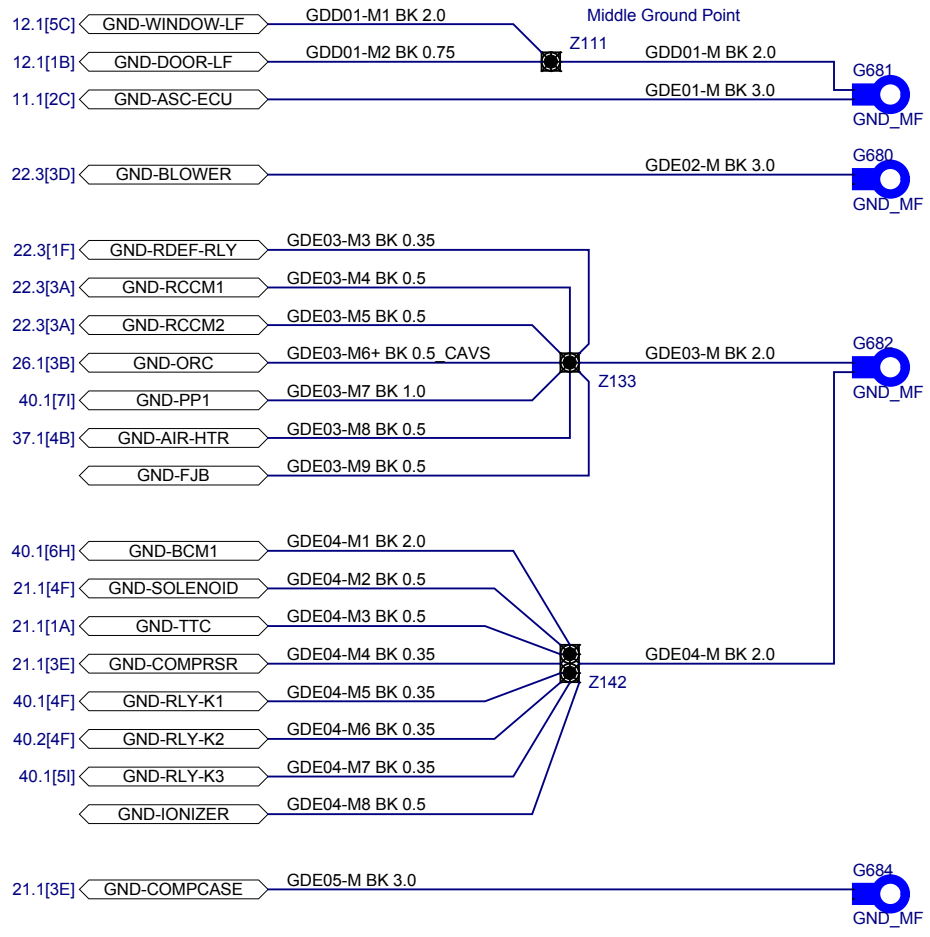 12.1[5C] GND-WINDOW-LF GDD01-M1 BK 2.0 Middle Ground Point
Z111
12.1[1B] GND-DOOR-LF GDD01-M2 BK 0.75 GDD01-M BK 2.0
G681
11.1[2C] GND-ASC-ECU GDE01-M BK 3.0
GND_MF
G680
22.3[3D] GND-BLOWER GDE02-M BK 3.0
GND_MF
22.3[1F] GND-RDEF-RLY GDE03-M3 BK 0.35
22.3[3A] GND-RCCM1 GDE03-M4 BK 0.5
22.3[3A] GND-RCCM2 GDE03-M5 BK 0.5
G682
26.1[3B] GND-ORC GDE03-M6+ BK 0.5_CAVS GDE03-M BK 2.0
Z133
40.1[7I] GND-PP1 GDE03-M7 BK 1.0 GND_MF
37.1[4B] GND-AIR-HTR GDE03-M8 BK 0.5
GND-FJB GDE03-M9 BK 0.5
40.1[6H] GND-BCM1 GDE04-M1 BK 2.0
21.1[4F] GND-SOLENOID GDE04-M2 BK 0.5
21.1[1A] GND-TTC GDE04-M3 BK 0.5
21.1[3E] GND-COMPRSR GDE04-M4 BK 0.35 GDE04-M BK 2.0
Z142
40.1[4F] GND-RLY-K1 GDE04-M5 BK 0.35
40.2[4F] GND-RLY-K2 GDE04-M6 BK 0.35
40.1[5I] GND-RLY-K3 GDE04-M7 BK 0.35
GND-IONIZER GDE04-M8 BK 0.5
G684
21.1[3E] GND-COMPCASE GDE05-M BK 3.0
GND_MF